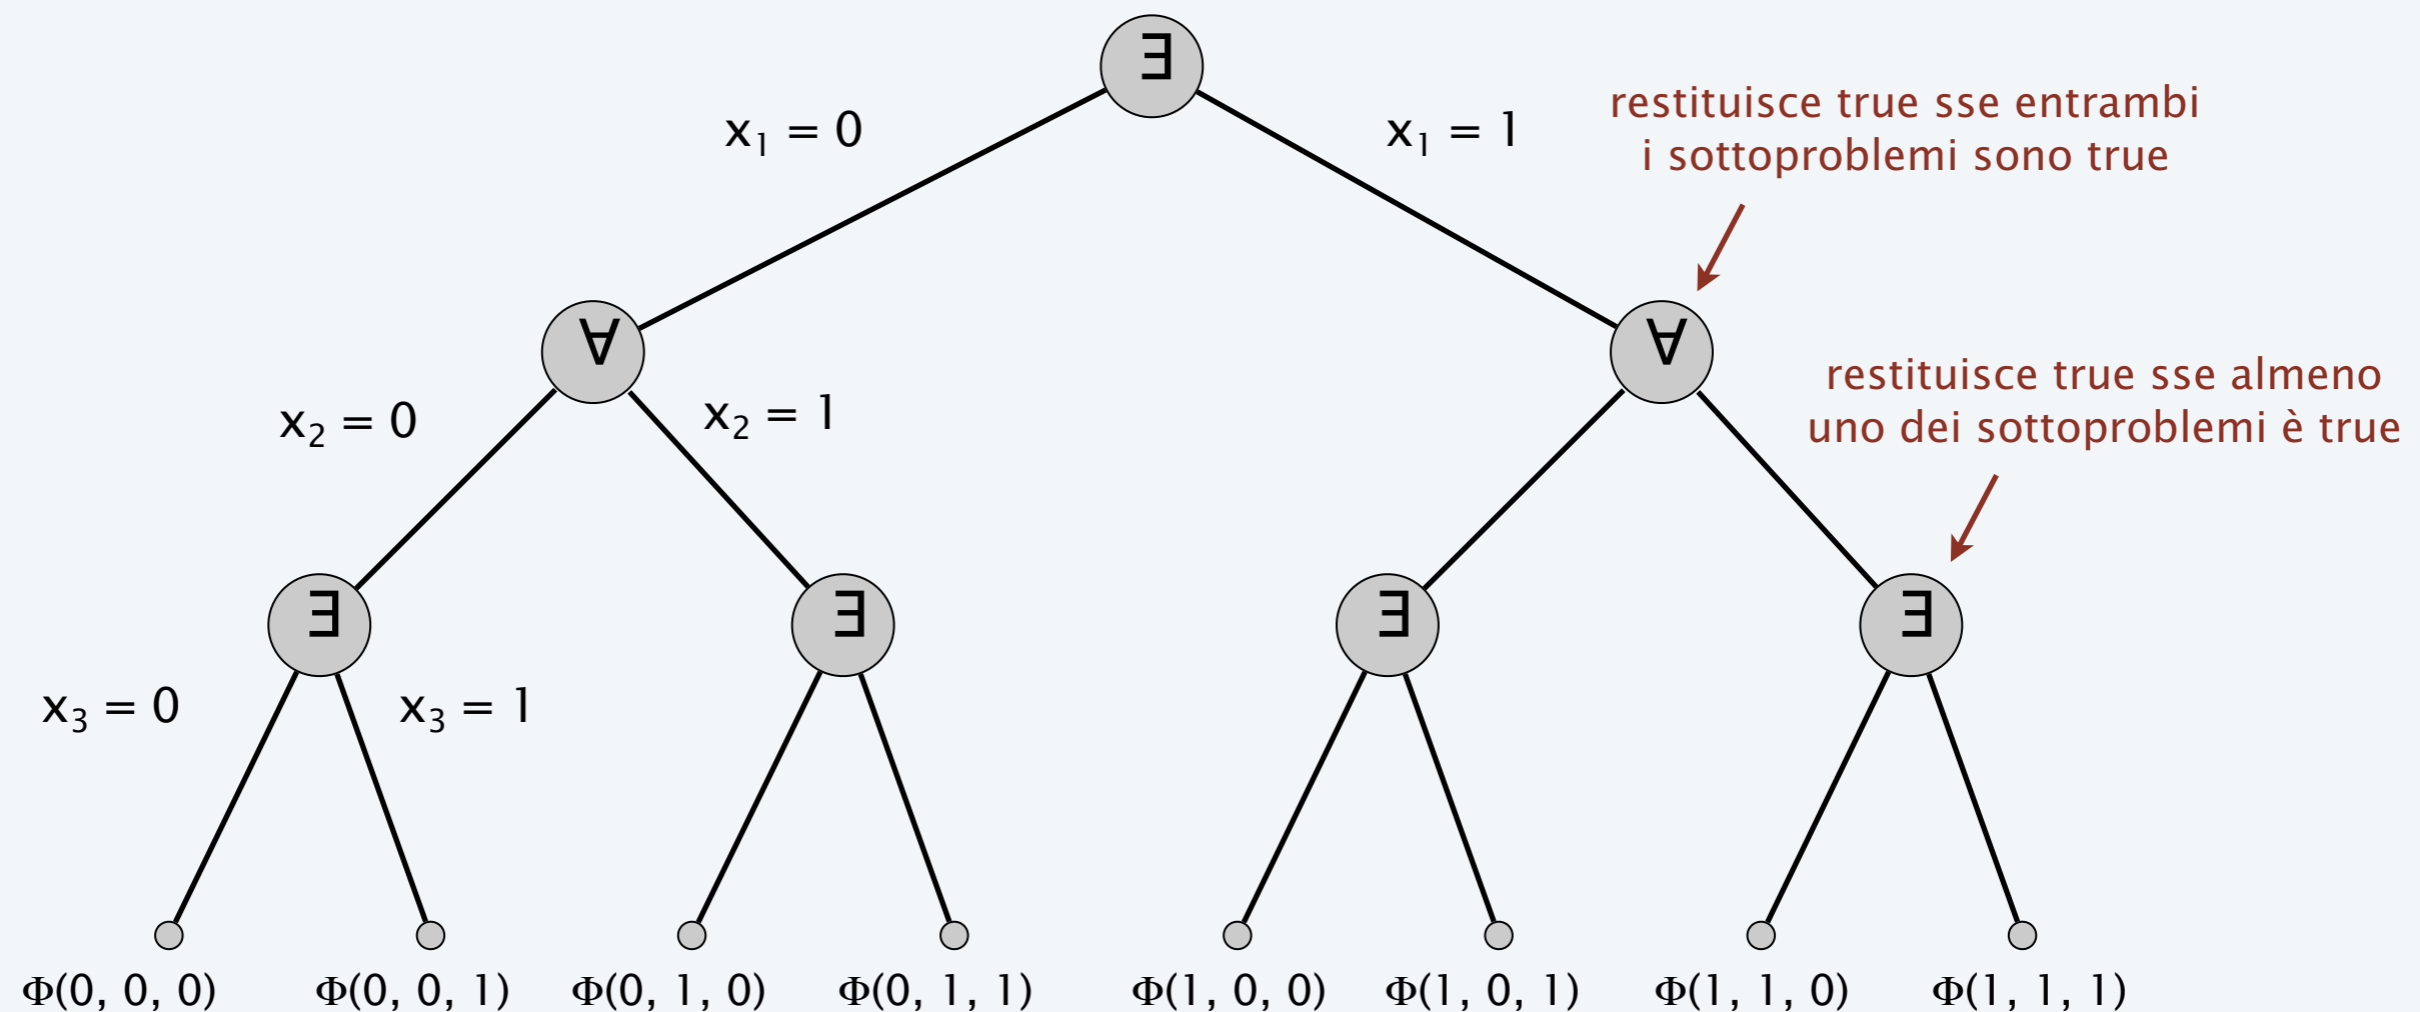 ∃
x₁ = 0
x₁ = 1
restituisce true sse entrambi
i sottoproblemi sono true
∀
∀
x₂ = 0
x₂ = 1
restituisce true sse almeno
uno dei sottoproblemi è true
∃
∃
∃
∃
x₃ = 0
x₃ = 1
Φ(0, 0, 0)
Φ(0, 0, 1)
Φ(0, 1, 0)
Φ(0, 1, 1)
Φ(1, 0, 0)
Φ(1, 0, 1)
Φ(1, 1, 0)
Φ(1, 1, 1)